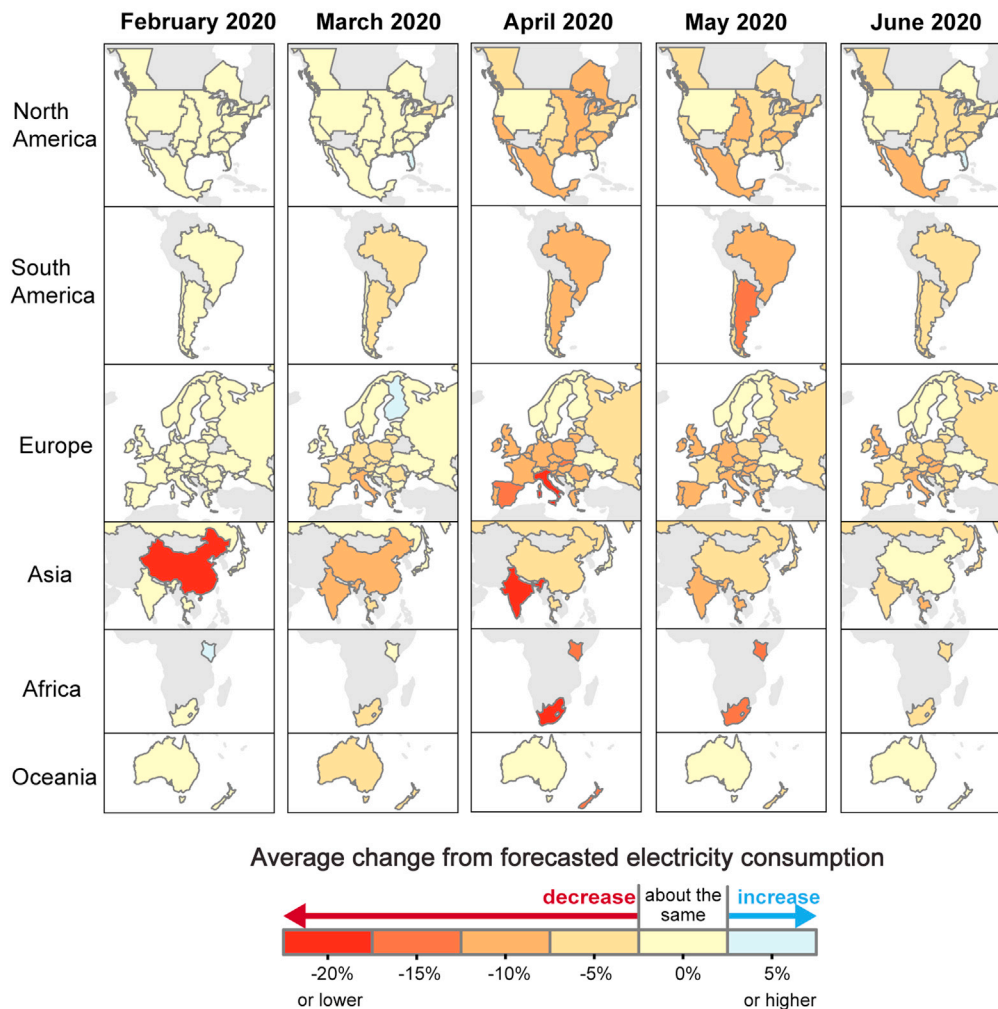 February 2020 March 2020 April 2020 May 2020 June 2020
North
America
South
America
Europe
Asia
Africa
Oceania
Average change from forecasted electricity consumption
decrease about the increase
same
-20% -15% -10% -5% 0% 5%
or lower or higher